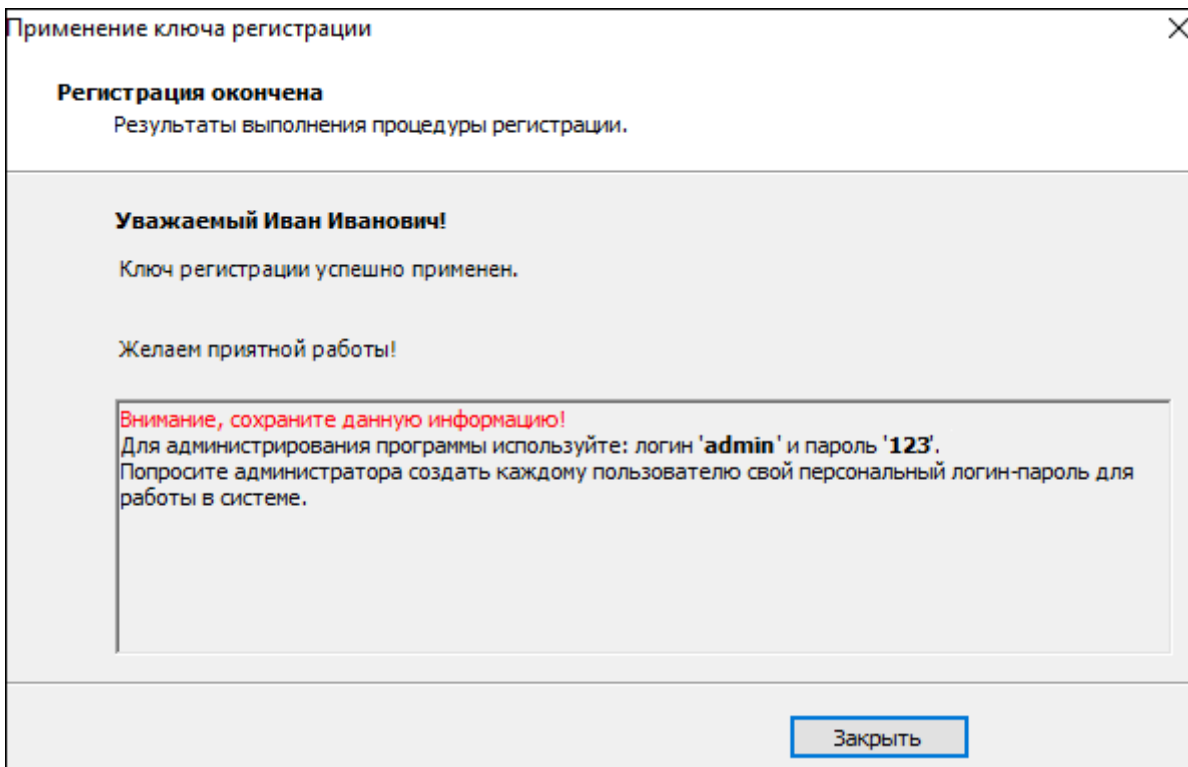 Применение ключа регистрации
Регистрация окончена
Результаты выполнения процедуры регистрации.
Уважаемый Иван Иванович!
Ключ регистрации успешно применен.
Желаем приятной работы!
Внимание, сохраните данную информацию!
Для администрирования программы используйте: логин 'admin' и пароль '123'.
Попросите администратора создать каждому пользователю свой персональный логин-пароль для
работы в системе.
Закрыть